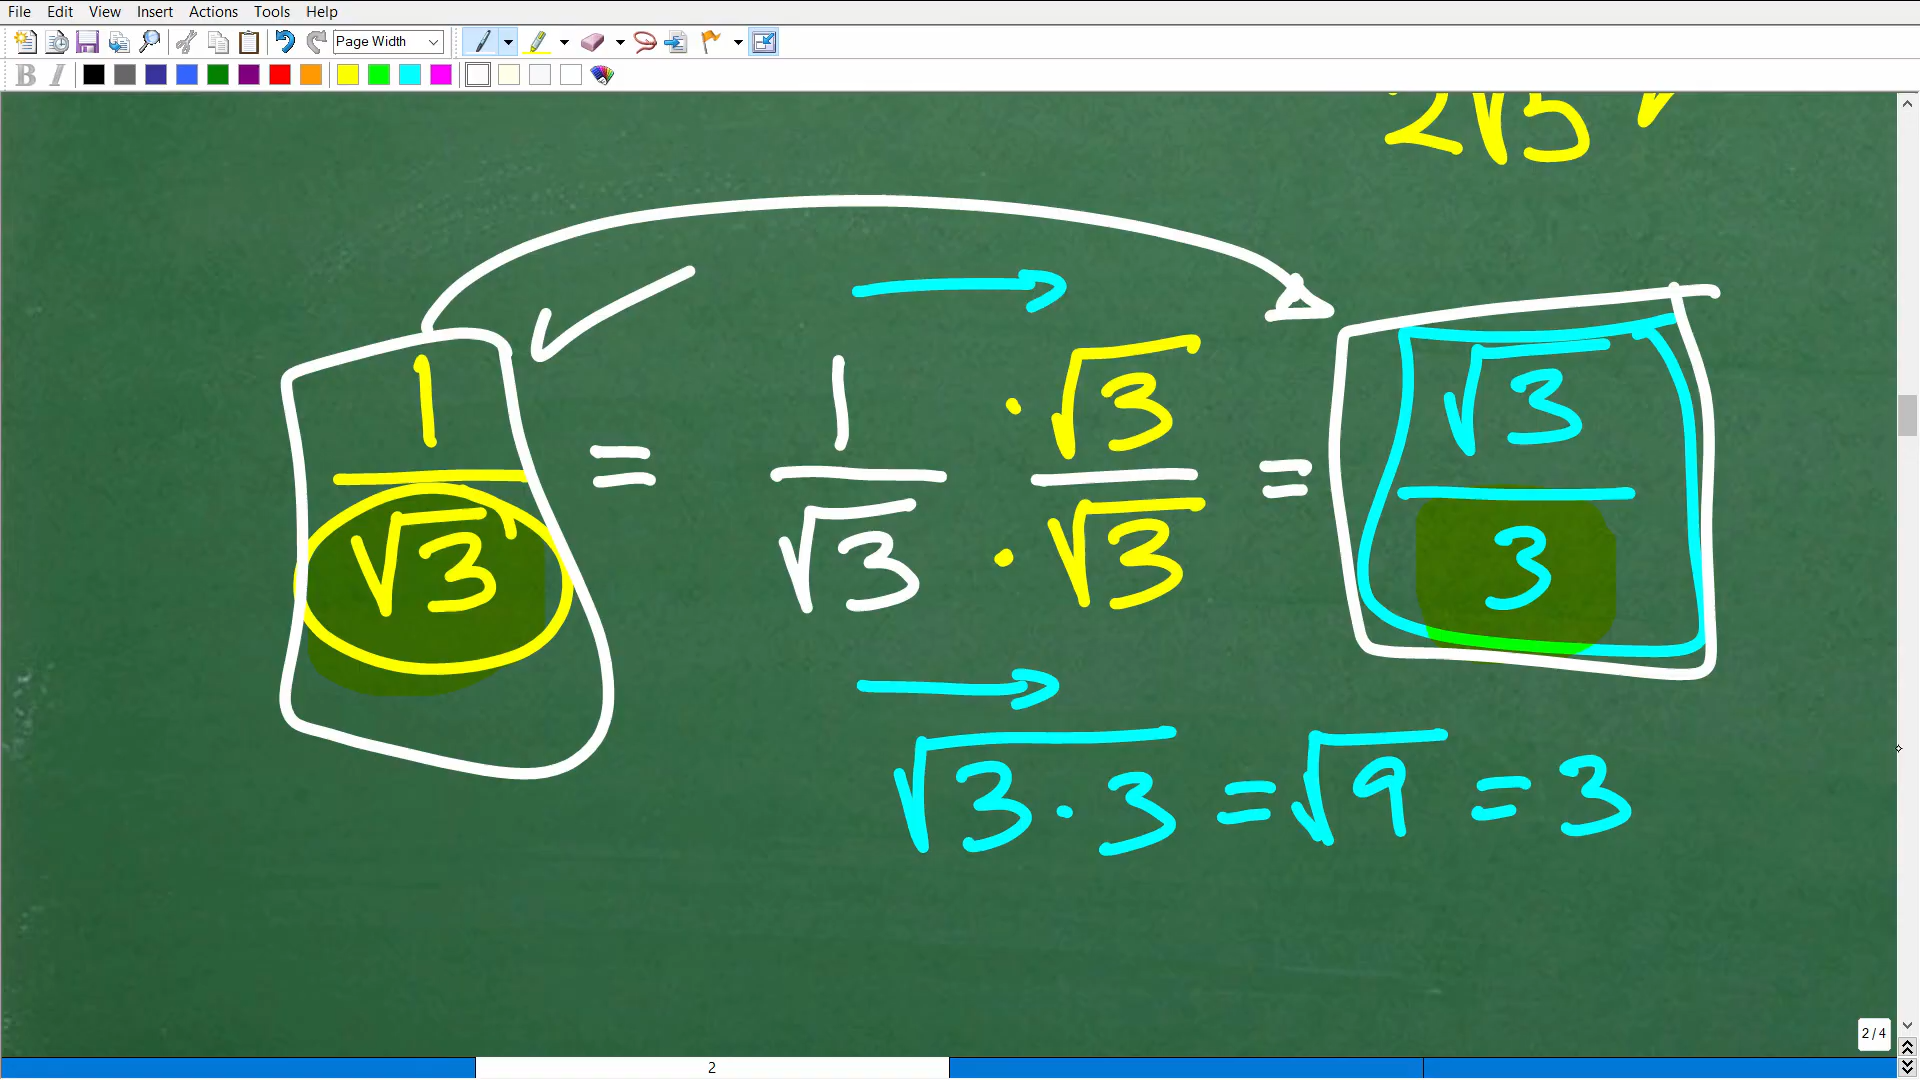 File Edit View Insert Actions Tools Help
Page Width
B I
2√5
1/√3 = 1/√3 · √3/√3 = √3/3
√3·3 = √9 = 3
2/4
2